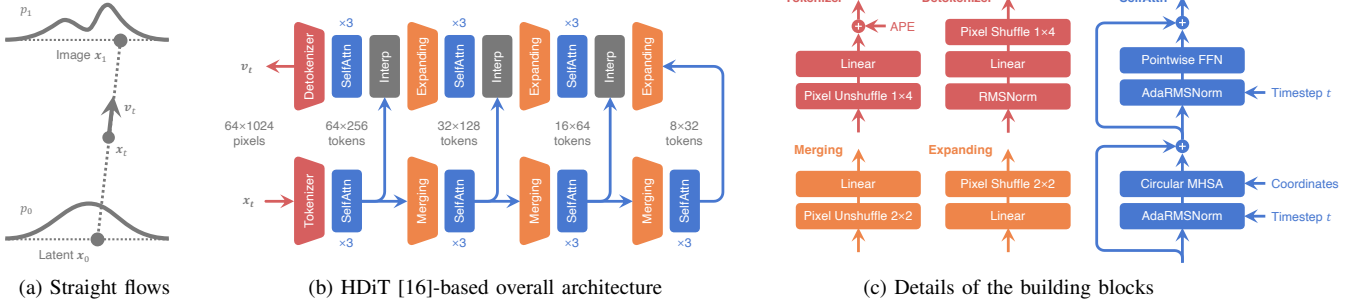 p₁
Image x₁
vₜ
xₜ
p₀
Latent x₀
(a) Straight flows
×3
×3
×3
vₜ
Detokenizer
SelfAttn
Interp
Expanding
SelfAttn
Interp
Expanding
SelfAttn
Interp
Expanding
64×1024
pixels
64×256
tokens
32×128
tokens
16×64
tokens
8×32
tokens
xₜ
Tokenizer
SelfAttn
Merging
SelfAttn
Merging
SelfAttn
Merging
SelfAttn
×3
×3
×3
×3
(b) HDiT [16]-based overall architecture
Tokenizer
APE
Linear
Pixel Unshuffle 1×4
Detokenizer
Pixel Shuffle 1×4
Linear
RMSNorm
Merging
Linear
Pixel Unshuffle 2×2
Expanding
Pixel Shuffle 2×2
Linear
SelfAttn
Pointwise FFN
AdaRMSNorm
Timestep t
Circular MHSA
Coordinates
AdaRMSNorm
Timestep t
(c) Details of the building blocks